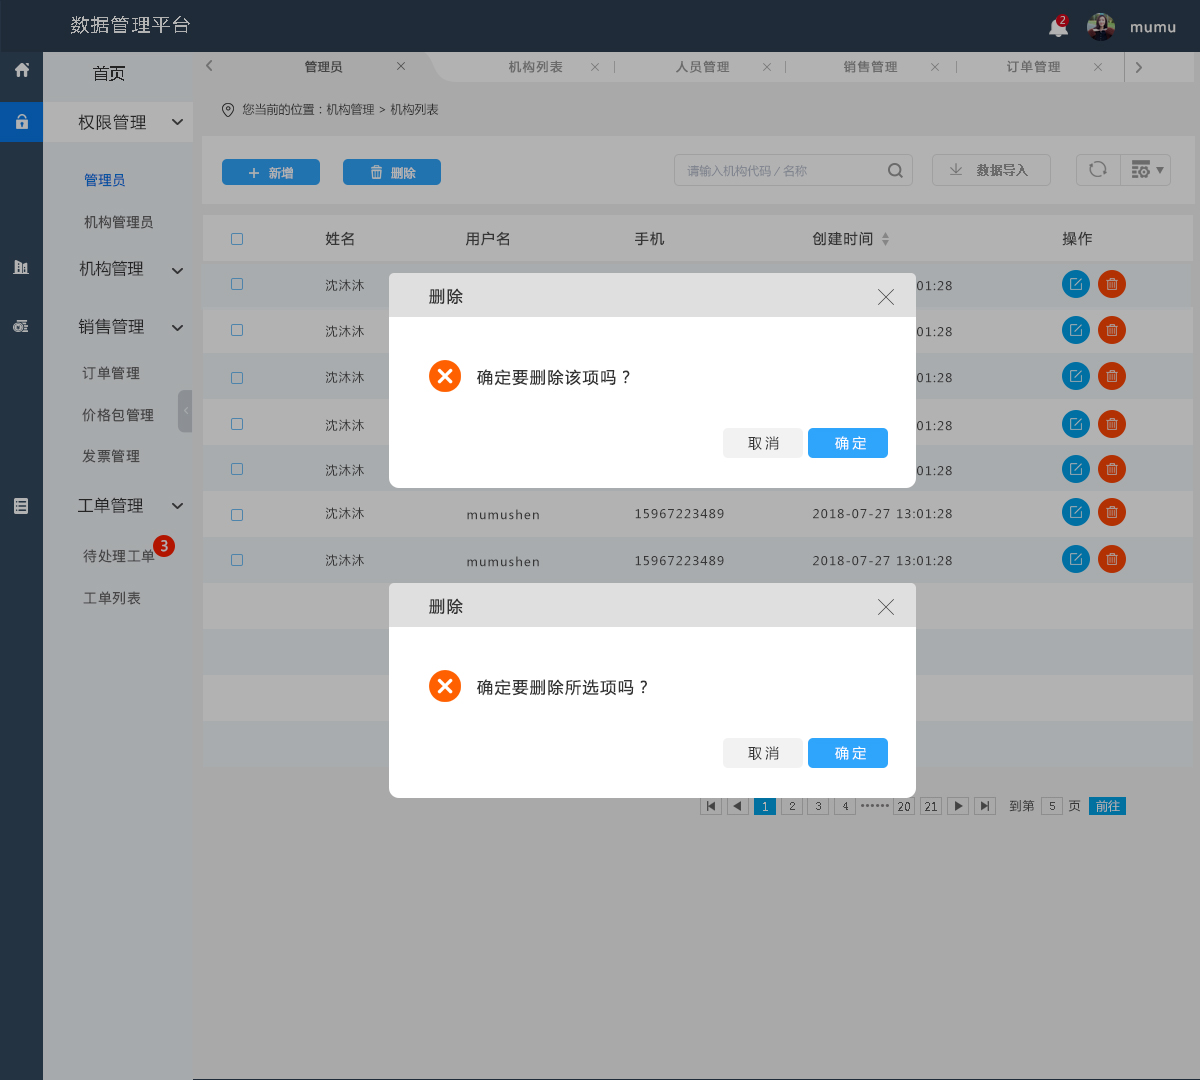 数据管理平台
2
mumu
首页
管理员
机构列表
人员管理
销售管理
订单管理
您当前的位置：机构管理 > 机构列表
权限管理
管理员
机构管理员
机构管理
销售管理
订单管理
价格包管理
发票管理
工单管理
待处理工单
3
工单列表
新增
删除
请输入机构代码 / 名称
数据导入
姓名 用户名 手机 创建时间 操作
沈沐沐 01:28
沈沐沐 01:28
沈沐沐 01:28
沈沐沐 01:28
沈沐沐 01:28
沈沐沐 mumushen 15967223489 2018-07-27 13:01:28
沈沐沐 mumushen 15967223489 2018-07-27 13:01:28
删除
确定要删除该项吗？
取消 确定
删除
确定要删除所选项吗？
取消 确定
1 2 3 4 ······ 20 21 到第 5 页 前往